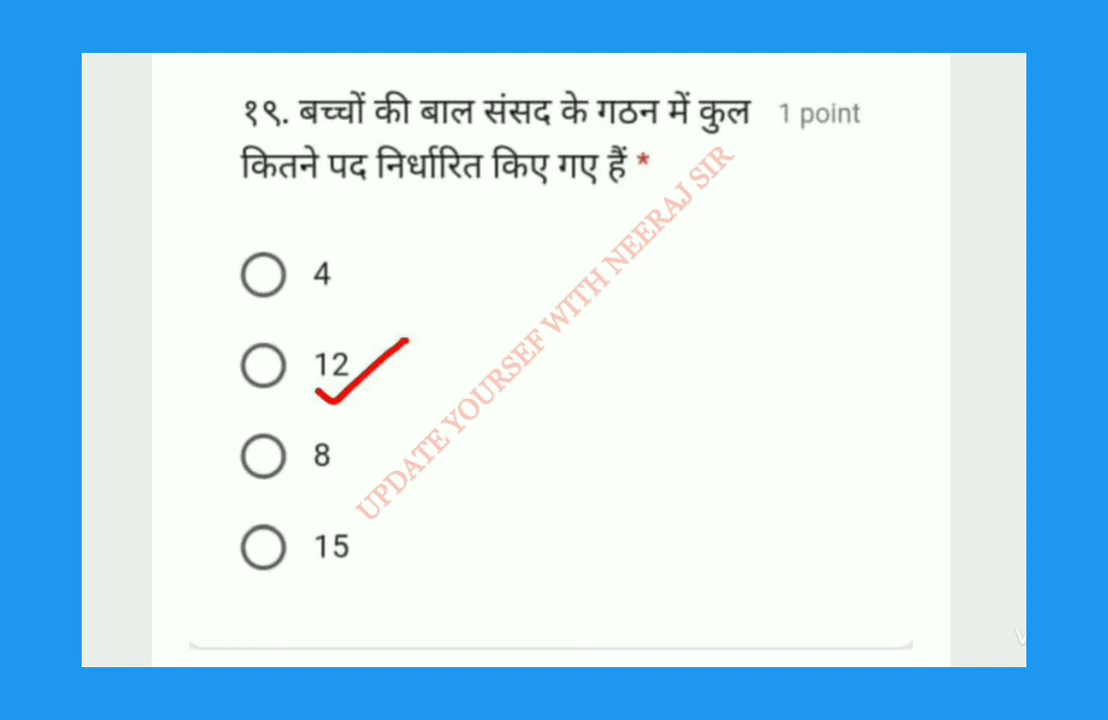 १९. बच्चों की बाल संसद के गठन में कुल 1 point
कितने पद निर्धारित किए गए हैं *
4
12
8
15
UPDATE YOURSEF WITH NEERAJ SIR